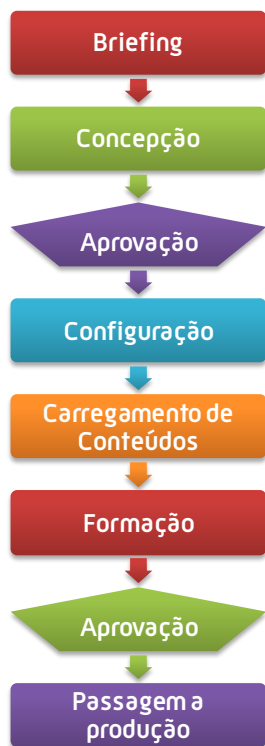 Briefing
Concepção
Aprovação
Configuração
Carregamento de
Conteúdos
Formação
Aprovação
Passagem a
produção